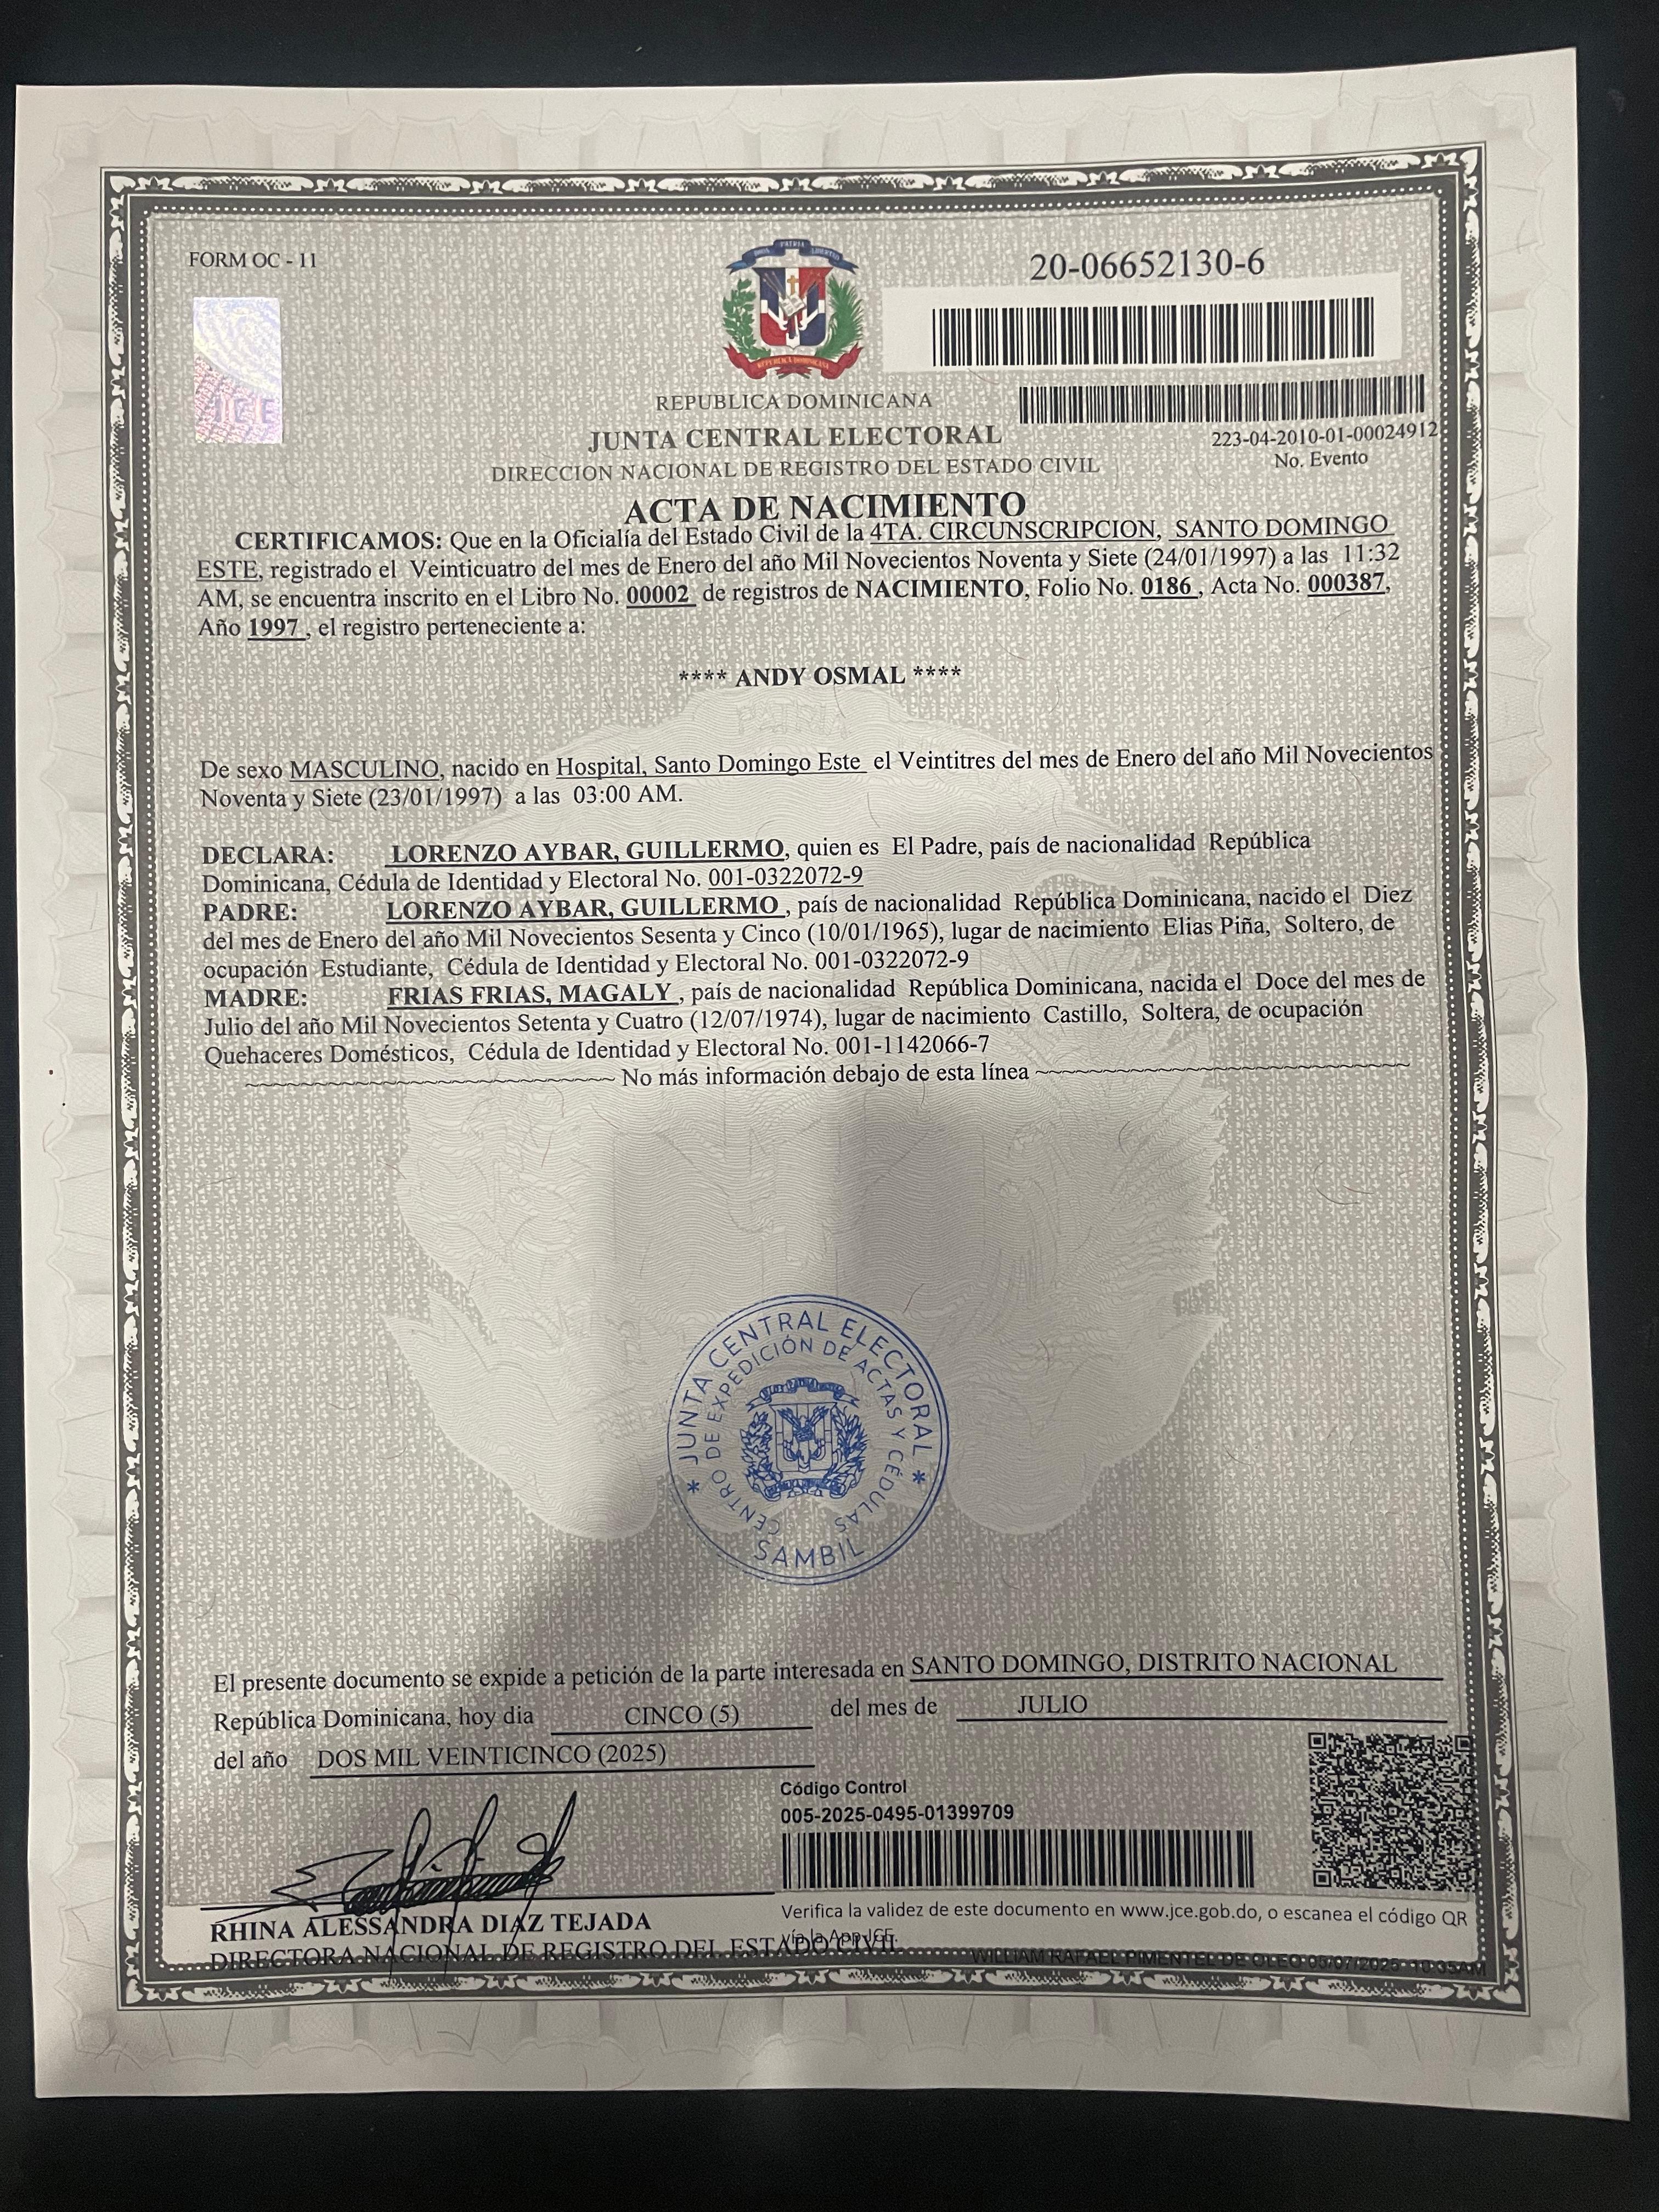 FORM OC - 11
20-06652130-6
DIOS PATRIA LIBERTAD
REPUBLICA DOMINICANA
JCE
REPUBLICA DOMINICANA
JUNTA CENTRAL ELECTORAL
223-04-2010-01-00024912
No. Evento
DIRECCION NACIONAL DE REGISTRO DEL ESTADO CIVIL
ACTA DE NACIMIENTO
CERTIFICAMOS: Que en la Oficialía del Estado Civil de la 4TA. CIRCUNSCRIPCION, SANTO DOMINGO
ESTE, registrado el Veinticuatro del mes de Enero del año Mil Novecientos Noventa y Siete (24/01/1997) a las 11:32
AM, se encuentra inscrito en el Libro No. 00002 de registros de NACIMIENTO, Folio No. 0186 , Acta No. 000387,
Año 1997 , el registro perteneciente a:
**** ANDY OSMAL ****
De sexo MASCULINO, nacido en Hospital, Santo Domingo Este el Veintitres del mes de Enero del año Mil Novecientos
Noventa y Siete (23/01/1997) a las 03:00 AM.
DECLARA: LORENZO AYBAR, GUILLERMO, quien es El Padre, país de nacionalidad República
Dominicana, Cédula de Identidad y Electoral No. 001-0322072-9
PADRE: LORENZO AYBAR, GUILLERMO , país de nacionalidad República Dominicana, nacido el Diez
del mes de Enero del año Mil Novecientos Sesenta y Cinco (10/01/1965), lugar de nacimiento Elias Piña, Soltero, de
ocupación Estudiante, Cédula de Identidad y Electoral No. 001-0322072-9
MADRE: FRIAS FRIAS, MAGALY , país de nacionalidad República Dominicana, nacida el Doce del mes de
Julio del año Mil Novecientos Setenta y Cuatro (12/07/1974), lugar de nacimiento Castillo, Soltera, de ocupación
Quehaceres Domésticos, Cédula de Identidad y Electoral No. 001-1142066-7
No más información debajo de esta línea
* JUNTA CENTRAL ELECTORAL *
CENTRO DE EXPEDICIÓN DE ACTAS Y CÉDULAS
SAMBIL
El presente documento se expide a petición de la parte interesada en SANTO DOMINGO, DISTRITO NACIONAL
República Dominicana, hoy dia CINCO (5) del mes de JULIO
del año DOS MIL VEINTICINCO (2025)
Código Control
005-2025-0495-01399709
RHINA ALESSANDRA DIAZ TEJADA
DIRECTORA NACIONAL DE REGISTRO DEL ESTADO CIVIL
Verifica la validez de este documento en www.jce.gob.do, o escanea el código QR
vía la App JCE.
WILLIAM RAFAEL PIMENTEL DE OLEO 05/07/2025 10:35AM